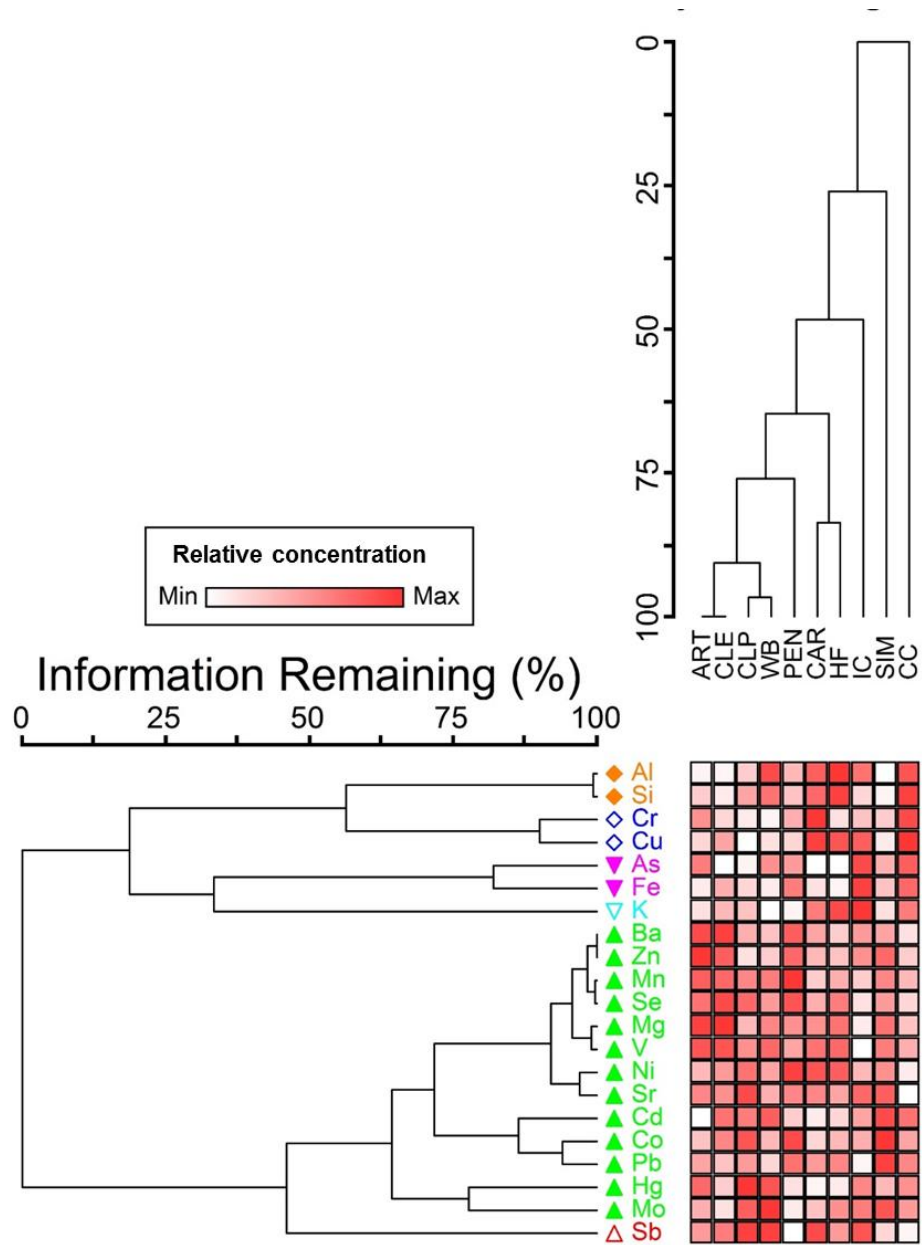 0
25
50
75
100
ART
CLE
CLP
WB
PEN
CAR
HF
IC
SIM
CC
Relative concentration
Min Max
Information Remaining (%)
0 25 50 75 100
Al
Si
Cr
Cu
As
Fe
K
Ba
Zn
Mn
Se
Mg
V
Ni
Sr
Cd
Co
Pb
Hg
Mo
Sb